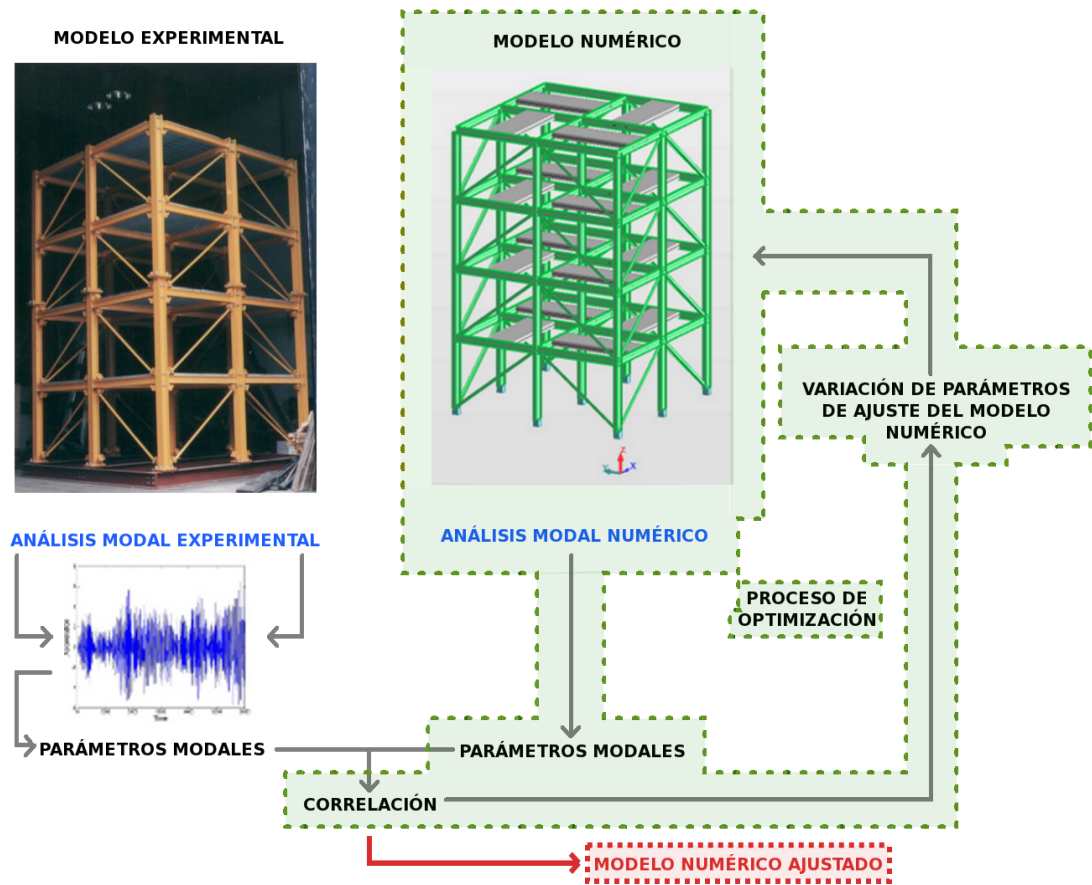 MODELO EXPERIMENTAL
MODELO NUMÉRICO
Z
X
VARIACIÓN DE PARÁMETROS
DE AJUSTE DEL MODELO
NUMÉRICO
ANÁLISIS MODAL EXPERIMENTAL
ANÁLISIS MODAL NUMÉRICO
PROCESO DE
OPTIMIZACIÓN
Time
PARÁMETROS MODALES
PARÁMETROS MODALES
CORRELACIÓN
MODELO NUMÉRICO AJUSTADO